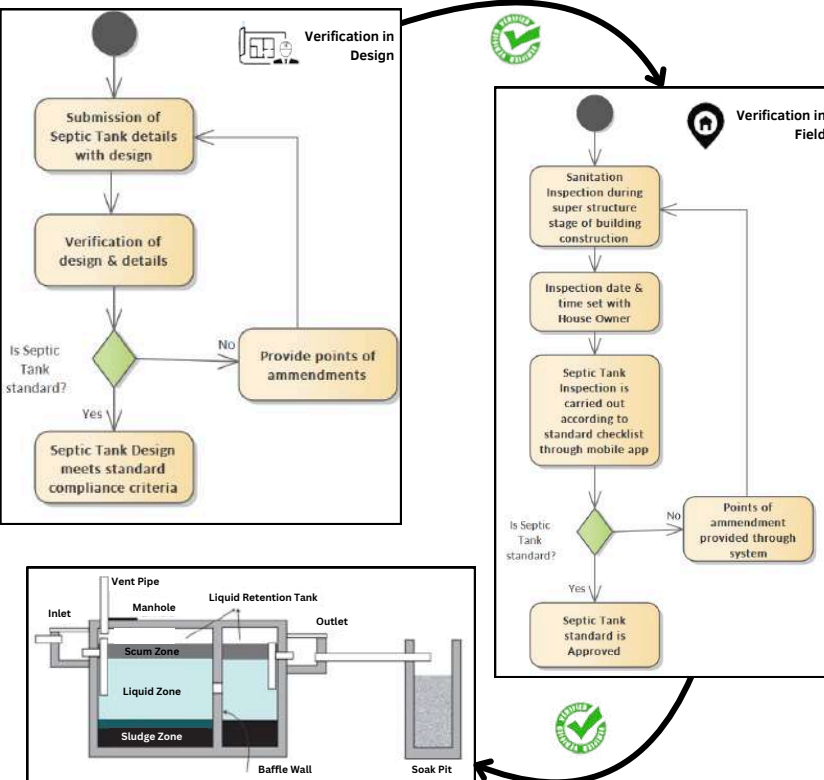 Verification in
Design
Submission of
Septic Tank details
with design
Verification of
design & details
Is Septic
Tank
standard?
No
Provide points of
ammendments
Yes
Septic Tank Design
meets standard
compliance criteria
VERIFIED
Verification in
Field
Sanitation
Inspection during
super structure
stage of building
construction
Inspection date &
time set with
House Owner
Septic Tank
Inspection is
carried out
according to
standard checklist
through mobile app
Is Septic
Tank
standard?
No
Points of
ammendment
provided through
system
Yes
Septic Tank
standard is
Approved
VERIFIED
Vent Pipe
Inlet
Manhole
Liquid Retention Tank
Outlet
Scum Zone
Liquid Zone
Sludge Zone
Baffle Wall
Soak Pit